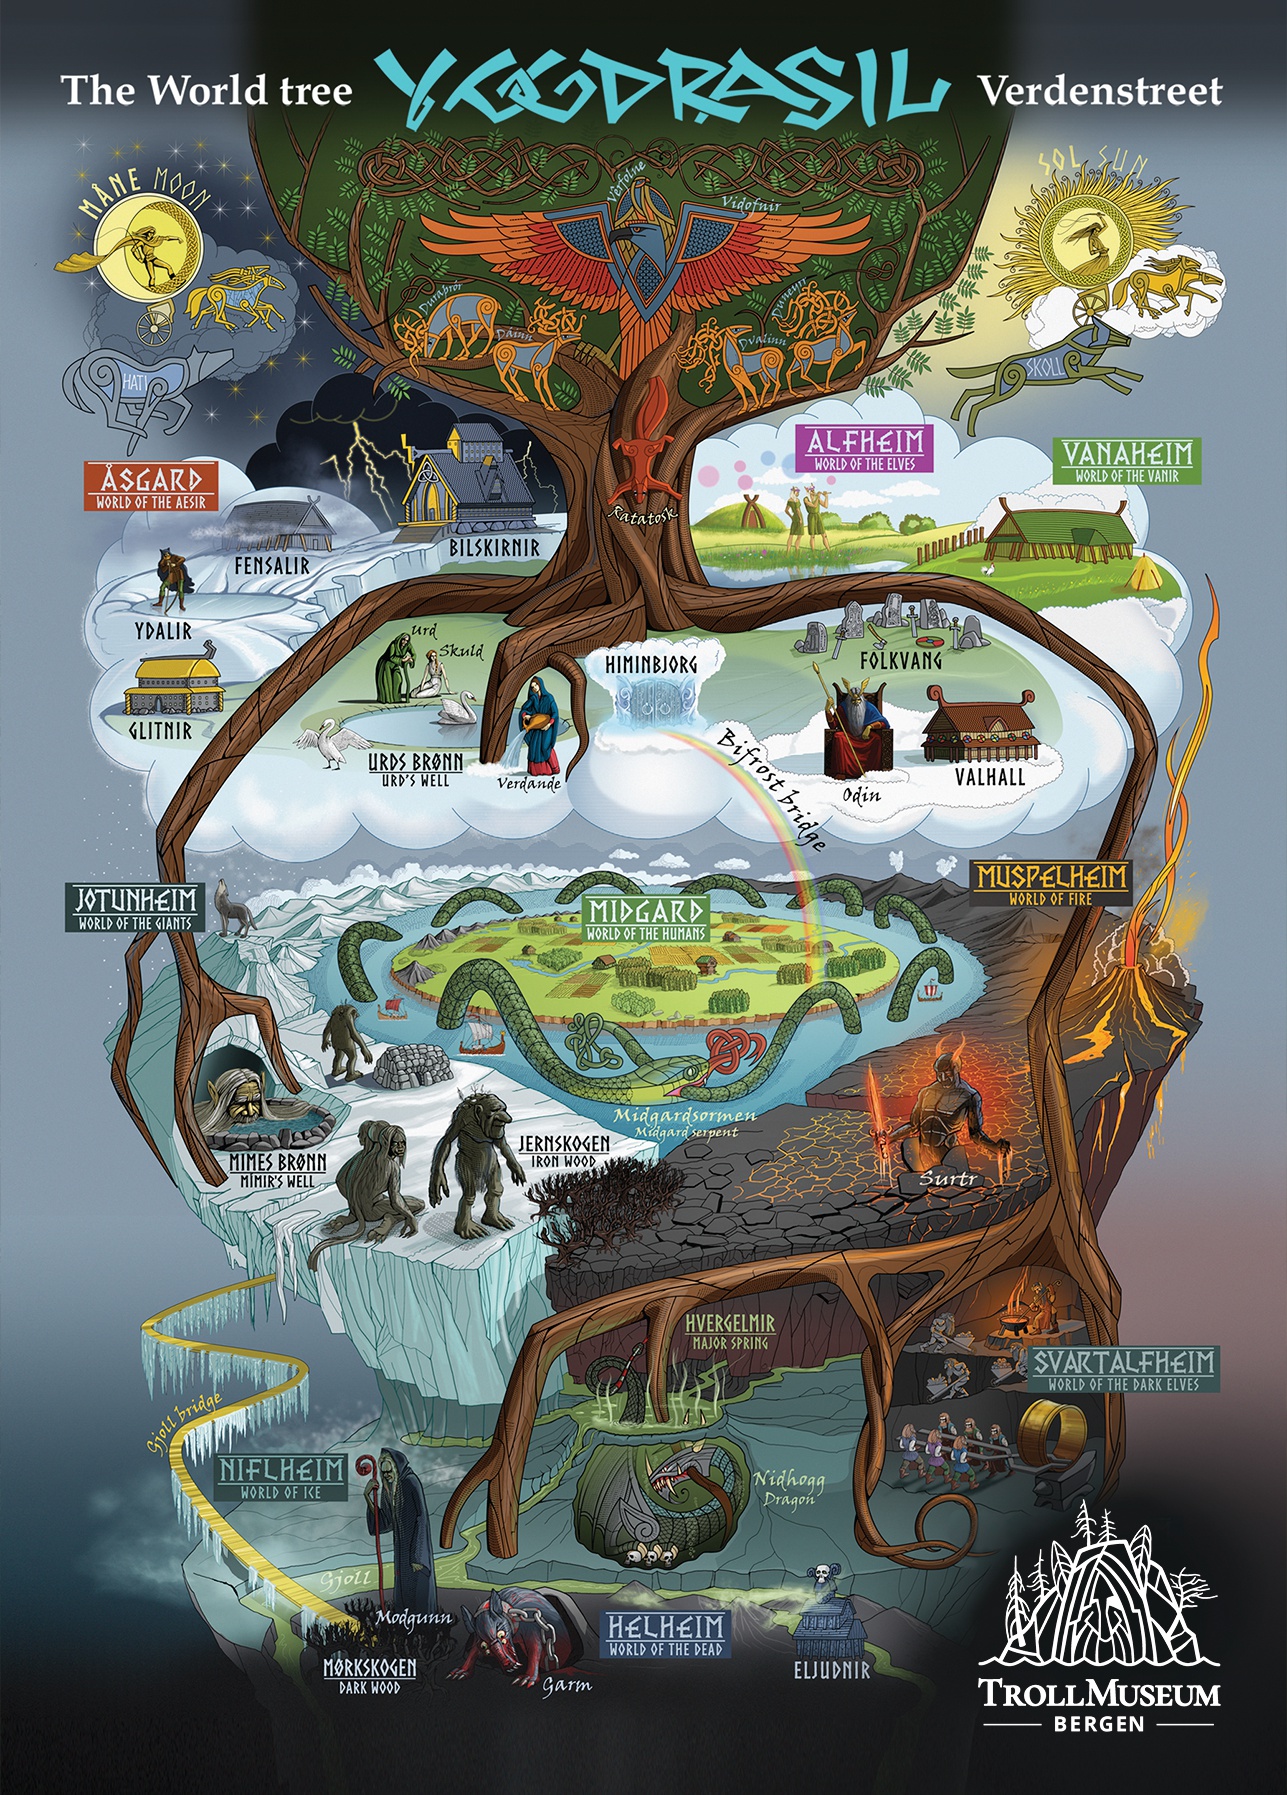 The World tree
YGGDRASIL
Verdenstreet
MÅNE MOON
SOL SUN
Vèrfolne
Vidofnir
Duraþrór
Dáinn
Dvalinn
Duneyrr
HATI
SKOLL
ÅSGARD
WORLD OF THE AESIR
ALFHEIM
WORLD OF THE ELVES
VANAHEIM
WORLD OF THE VANIR
Ratatosk
BILSKIRNIR
FENSALIR
YDALIR
GLITNIR
Urd
Skuld
URDS BRØNN
URD'S WELL
Verdande
HIMINBJORG
Bifrost bridge
FOLKVANG
Odin
VALHALL
JOTUNHEIM
WORLD OF THE GIANTS
MIDGARD
WORLD OF THE HUMANS
MUSPELHEIM
WORLD OF FIRE
Midgardsormen
Midgard serpent
MIMES BRØNN
MIMIR'S WELL
JERNSKOGEN
IRON WOOD
Surtr
HVERGELMIR
MAJOR SPRING
SVARTALFHEIM
WORLD OF THE DARK ELVES
Gjoll bridge
NIFLHEIM
WORLD OF ICE
Nidhogg
Dragon
Gjoll
Modgunn
MØRKSKOGEN
DARK WOOD
Garm
HELHEIM
WORLD OF THE DEAD
ELJUDNIR
TROLLMUSEUM
BERGEN